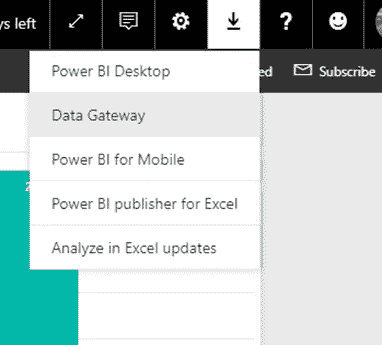 ys left ?
ed Subscribe
Power BI Desktop
Data Gateway
Power BI for Mobile
Power BI publisher for Excel
Analyze in Excel updates
2